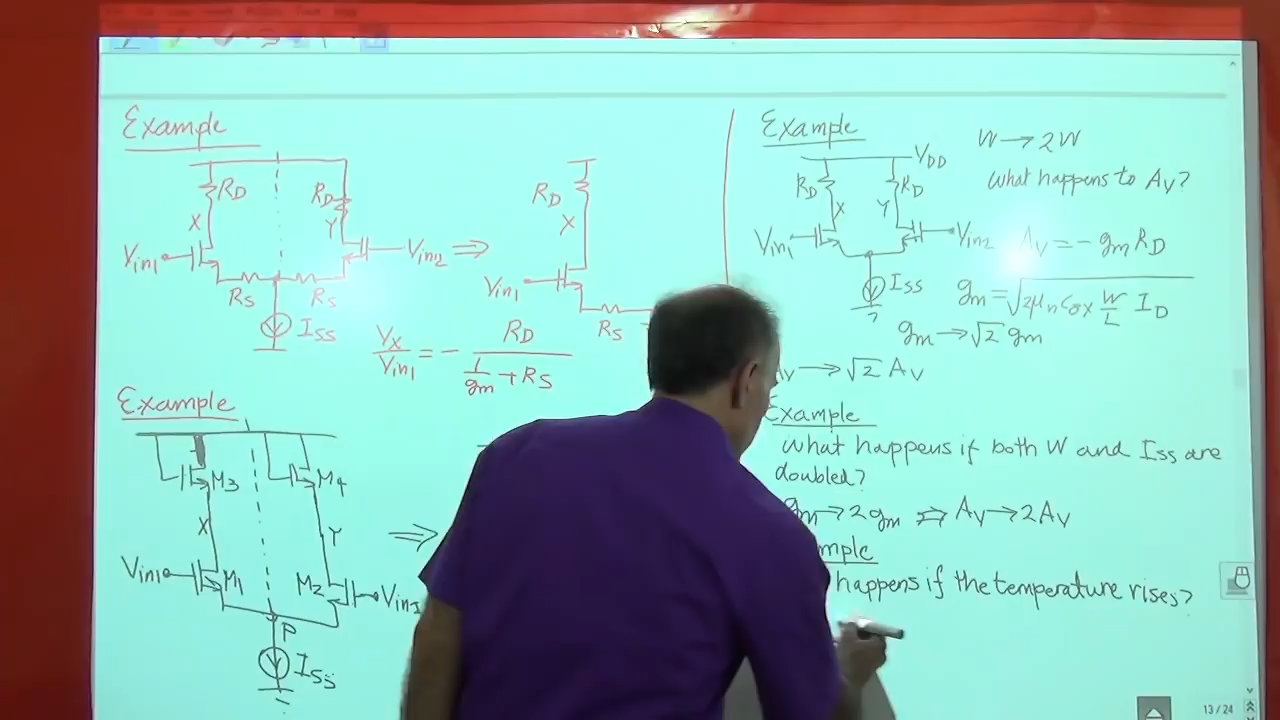 Example
RD
RD
X
Y
Vin1
Vin2
⇒
RS
RS
ISS
RD
X
Vin1
RS
VX/Vin1 = - RD/(1/gm + RS)
Example
M3
M4
X
Y
⇒
Vin1
M1
M2
P
ISS
Example
W → 2W
VDD
what happens to AV?
RD
RD
X
Y
Vin1
Vin2
AV = - gm RD
ISS
gm = √(2μn Cox W/L ID)
gm → √2 gm
→ √2 AV
Example
what happens if both W and ISS are
doubled?
gm → 2gm ⇒ AV → 2AV
happens if the temperature rises?
13/24